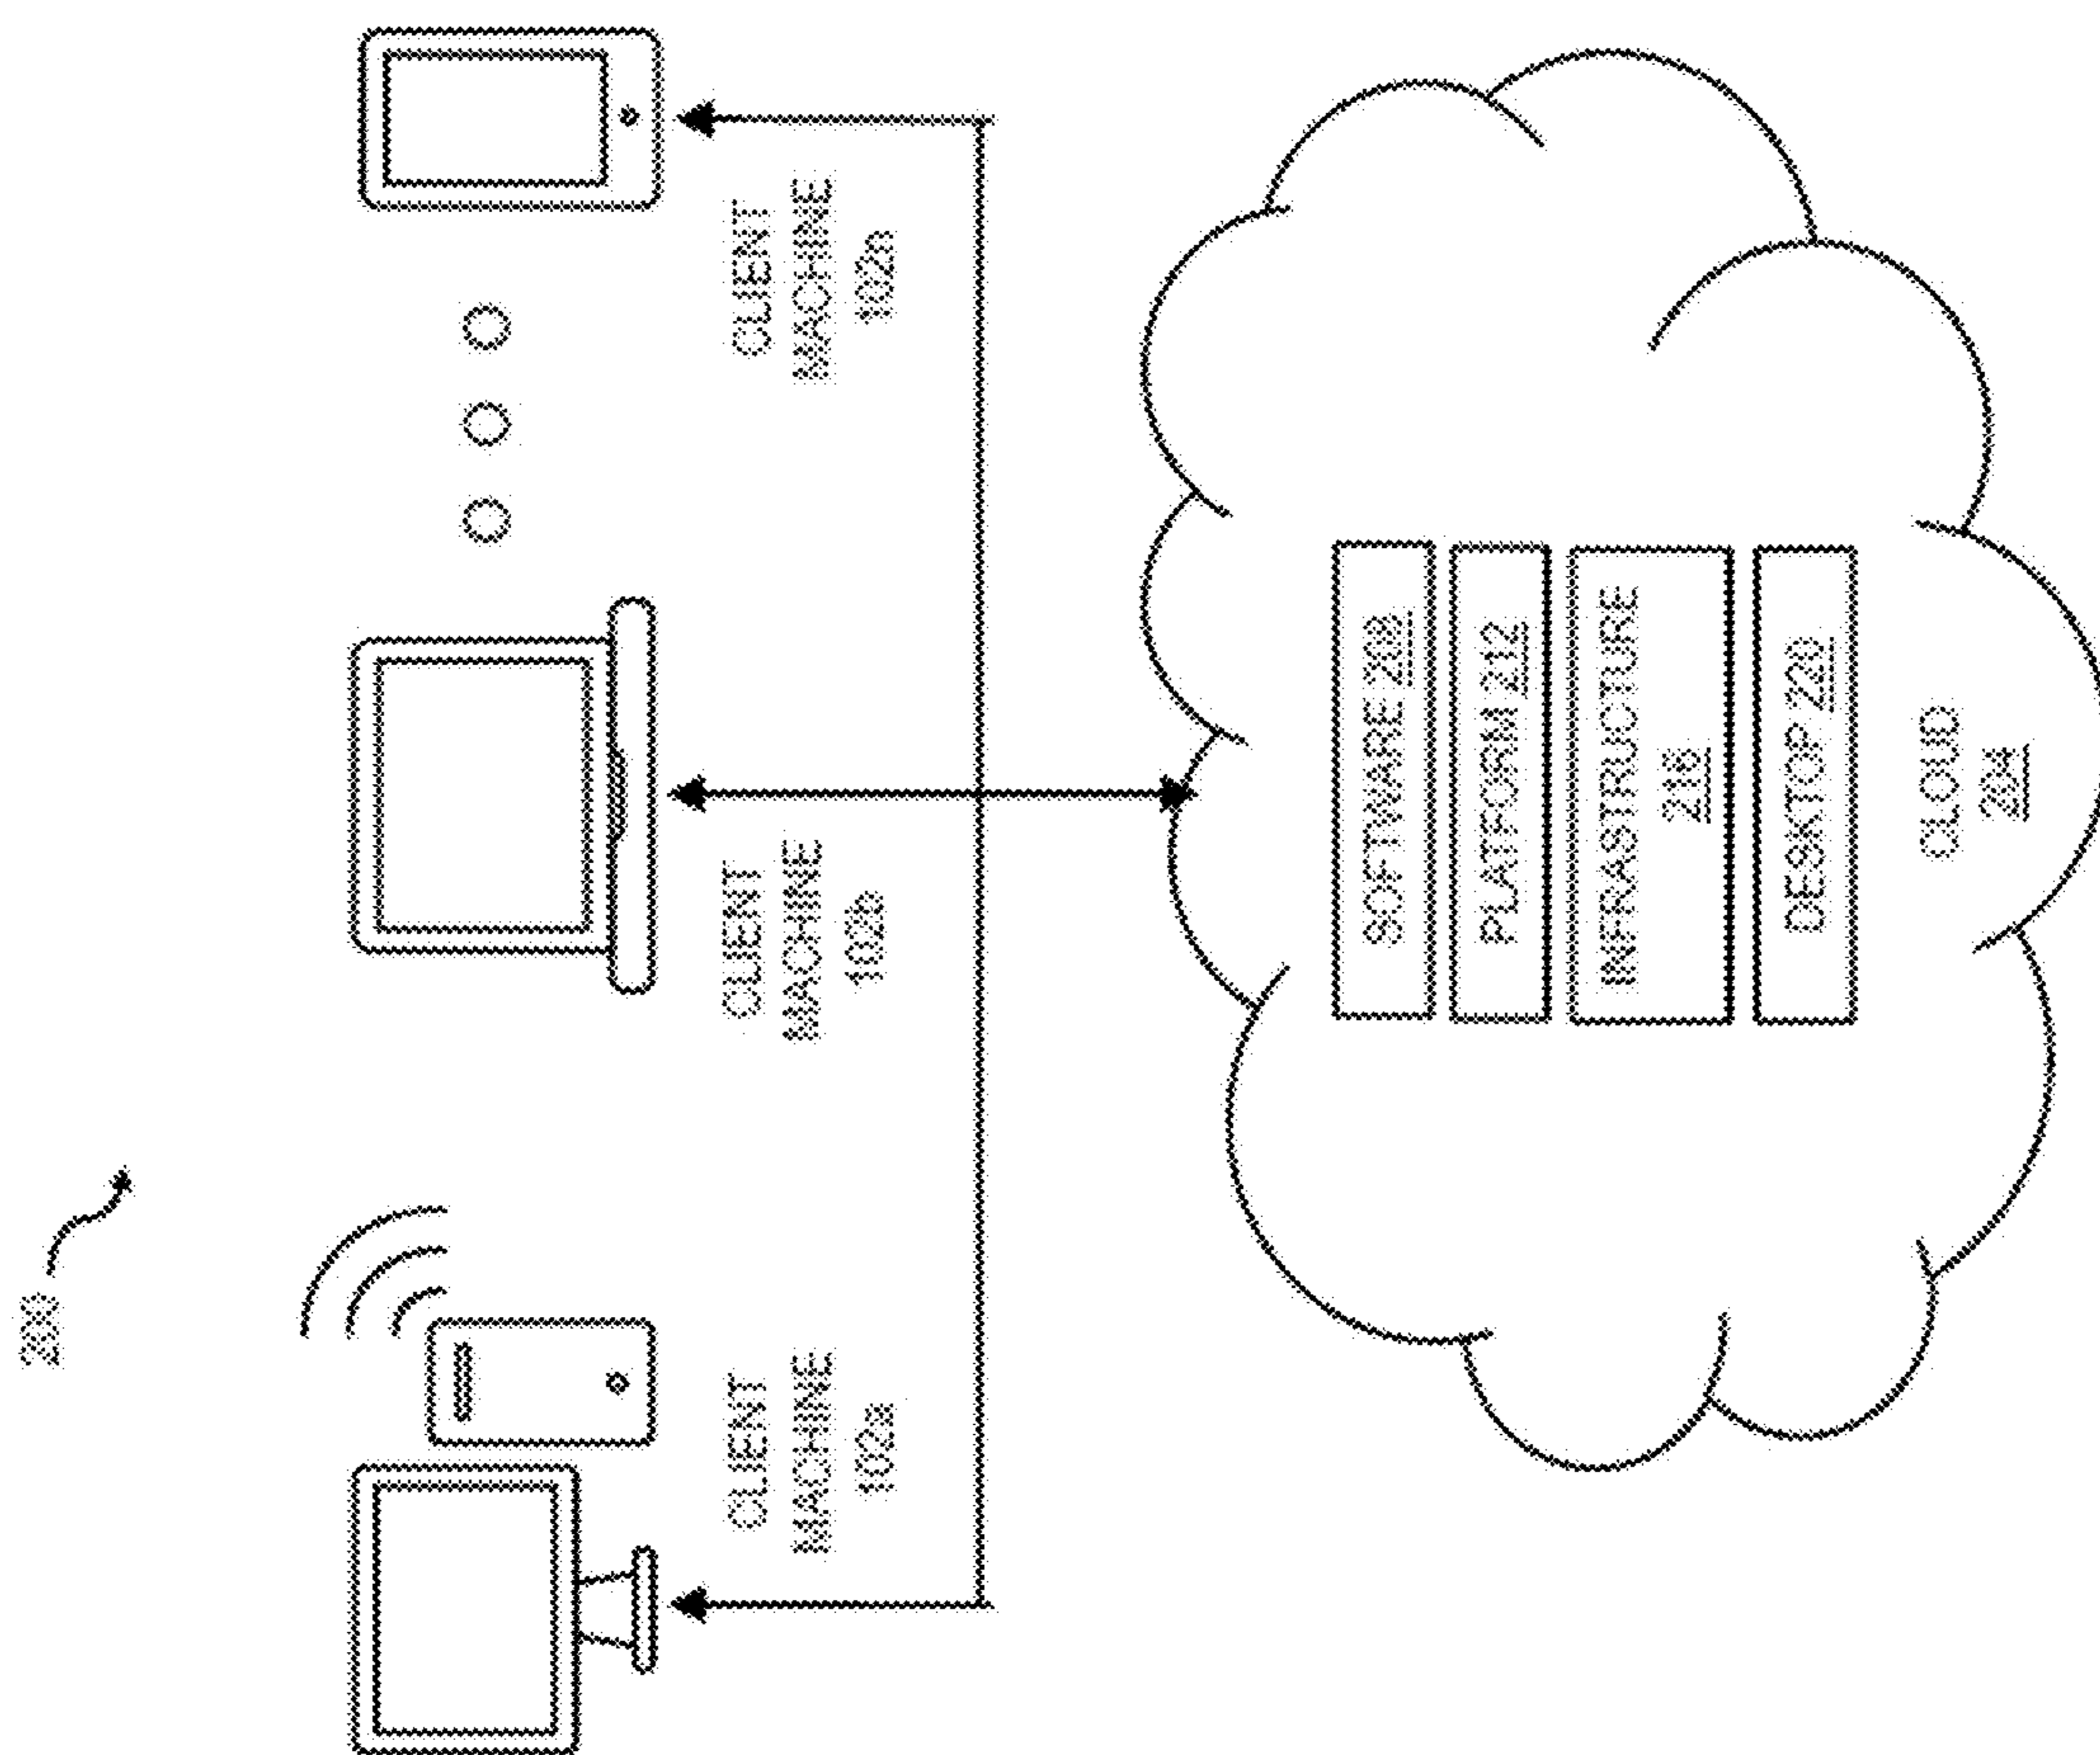 200
CLIENT
MACHINE
102a
CLIENT
MACHINE
102b
CLIENT
MACHINE
102n
SOFTWARE 208
PLATFORM 212
INFRASTRUCTURE
216
DESKTOP 220
CLOUD
204